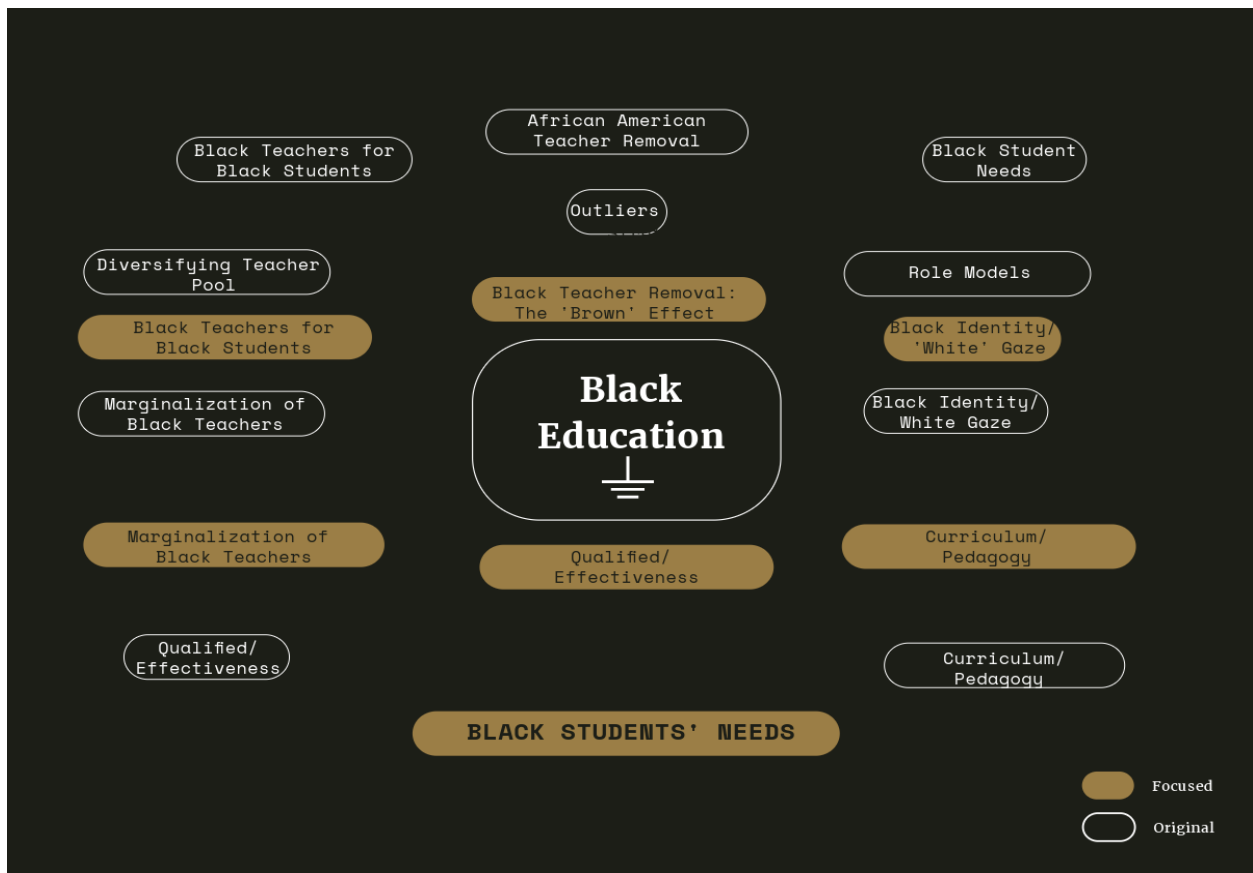 African American
Teacher Removal
Black Teachers for
Black Students
Black Student
Needs
Outliers
Diversifying Teacher
Pool
Role Models
Black Teacher Removal:
The 'Brown' Effect
Black Teachers for
Black Students
Black Identity/
'White' Gaze
Marginalization of
Black Teachers
Black
Education
Black Identity/
White Gaze
Marginalization of
Black Teachers
Qualified/
Effectiveness
Curriculum/
Pedagogy
Qualified/
Effectiveness
Curriculum/
Pedagogy
BLACK STUDENTS' NEEDS
Focused
Original